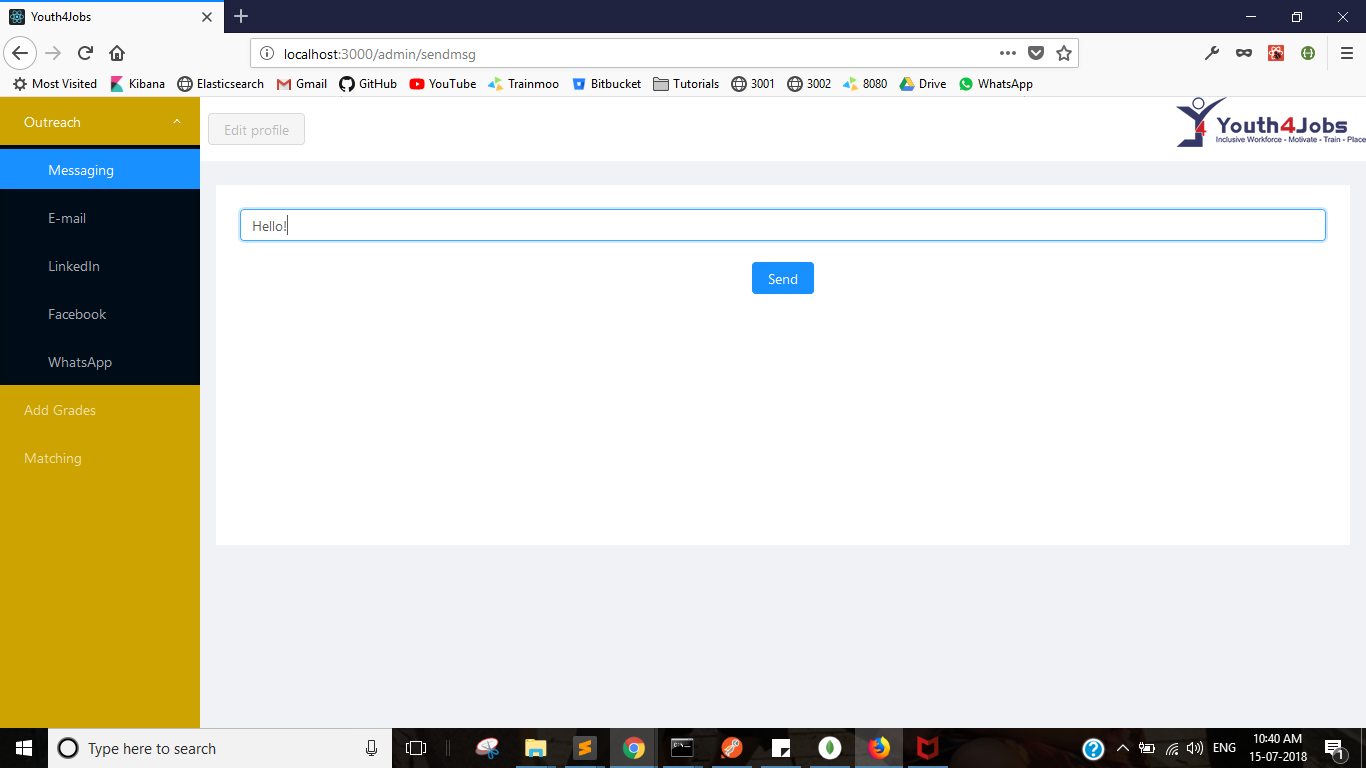 Youth4Jobs
localhost:3000/admin/sendmsg
Most Visited Kibana Elasticsearch Gmail GitHub YouTube Trainmoo Bitbucket Tutorials 3001 3002 8080 Drive WhatsApp
Outreach
Messaging
E-mail
LinkedIn
Facebook
WhatsApp
Add Grades
Matching
Edit profile
Youth4Jobs
Inclusive Workforce - Motivate - Train - Place
Hello!
Send
Type here to search
ENG
10:40 AM
15-07-2018
1